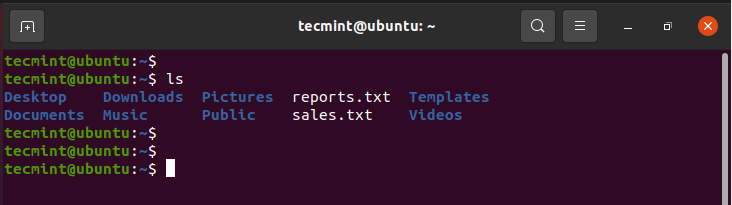 tecmint@ubuntu: ~
tecmint@ubuntu:~$
tecmint@ubuntu:~$ ls
Desktop Downloads Pictures reports.txt Templates
Documents Music Public sales.txt Videos
tecmint@ubuntu:~$
tecmint@ubuntu:~$
tecmint@ubuntu:~$